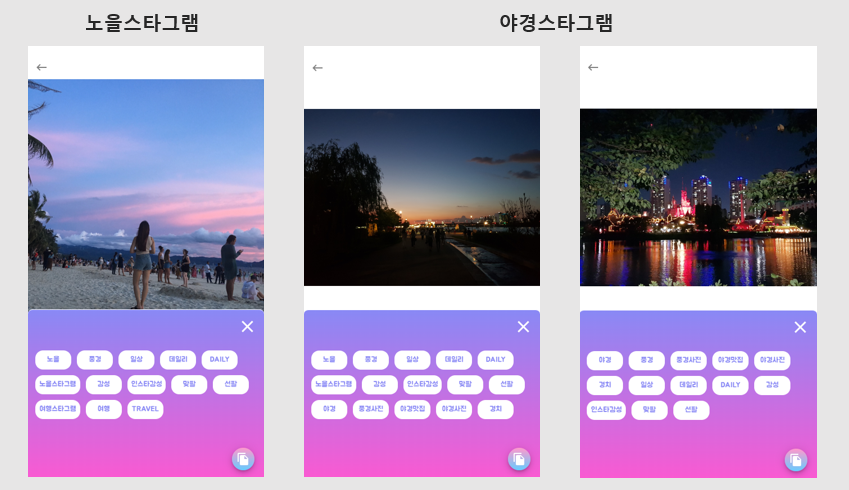 노을스타그램
야경스타그램
노을 풍경 일상 데일리 DAILY
노을스타그램 감성 인스타감성 맞팔 선팔
여행스타그램 여행 TRAVEL
노을 풍경 일상 데일리 DAILY
노을스타그램 감성 인스타감성 맞팔 선팔
야경 풍경사진 야경맛집 야경사진 경치
야경 풍경 풍경사진 야경맛집 야경사진
경치 일상 데일리 DAILY 감성
인스타감성 맞팔 선팔